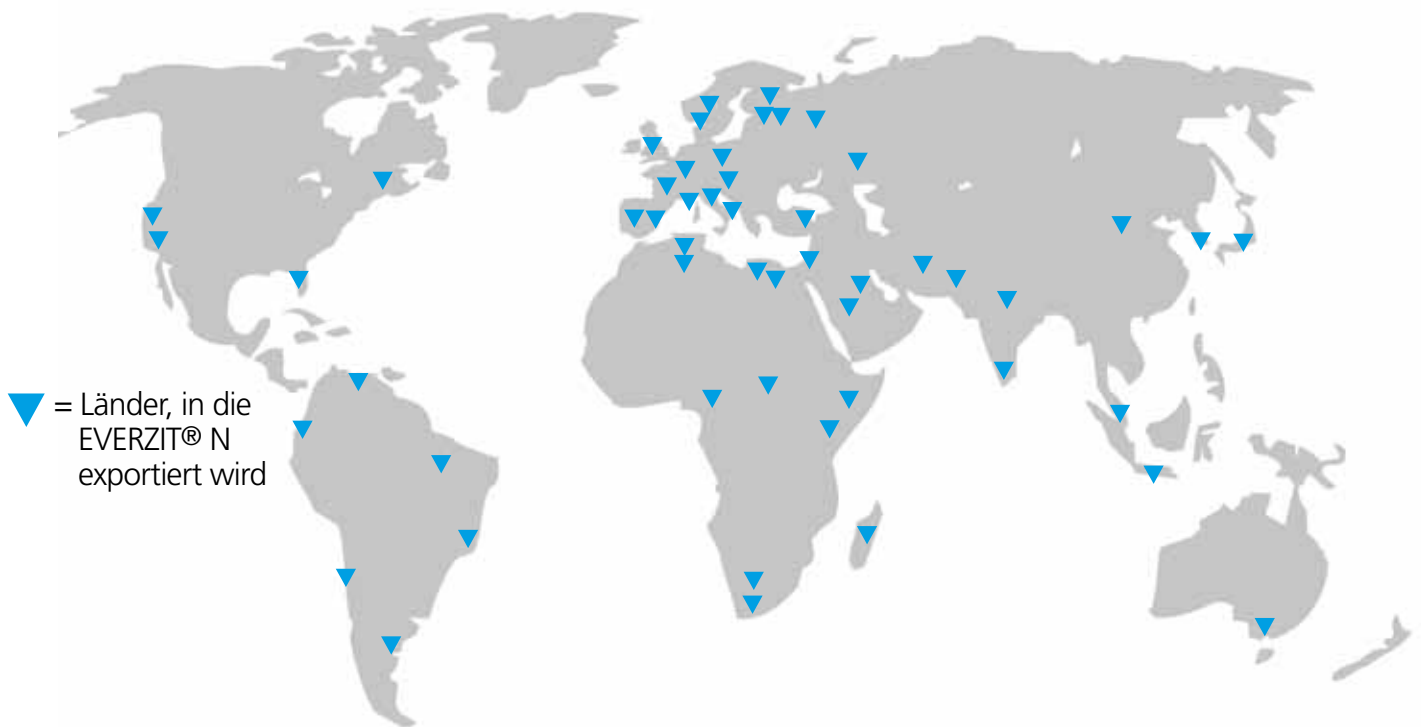 = Länder, in die
EVERZIT® N
exportiert wird